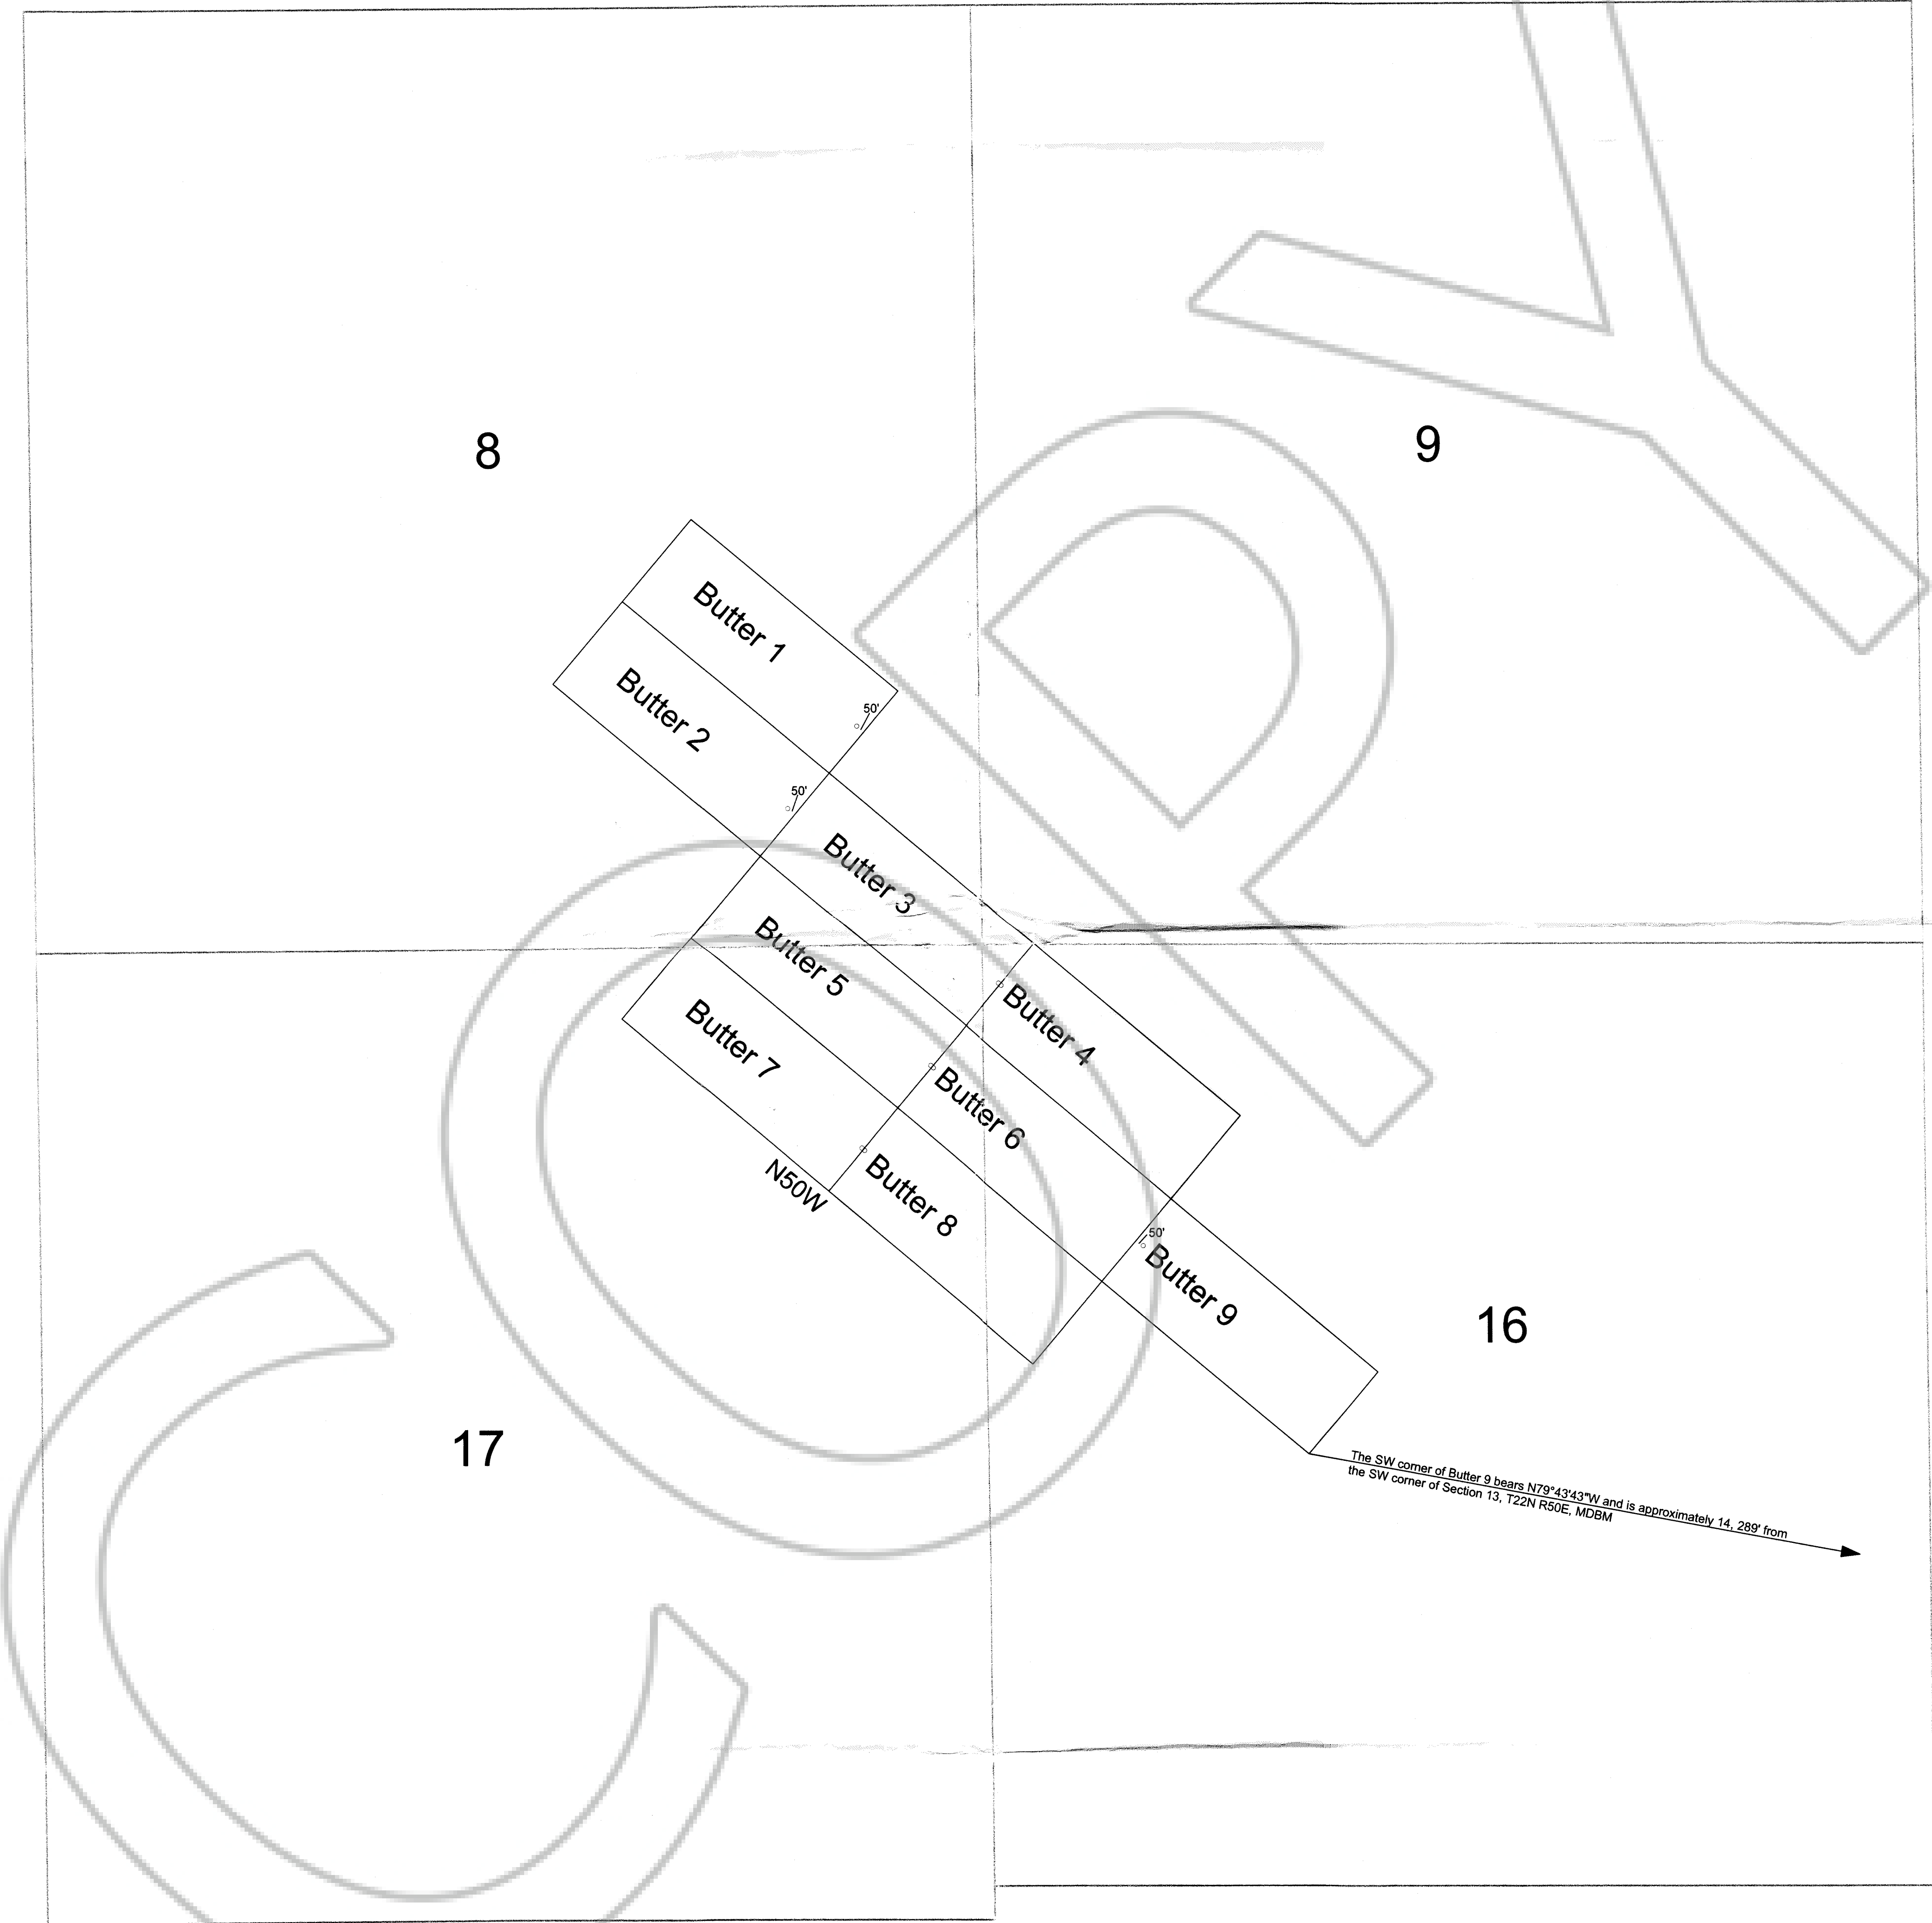 8
9
Butter 1
50'
Butter 2
50'
Butter 3
Butter 5
Butter 4
Butter 7
Butter 6
N50W
Butter 8
50'
Butter 9
16
17
The SW corner of Butter 9 bears N79°43'43"W and is approximately 14, 289' from
the SW corner of Section 13, T22N R50E, MDBM
COPY